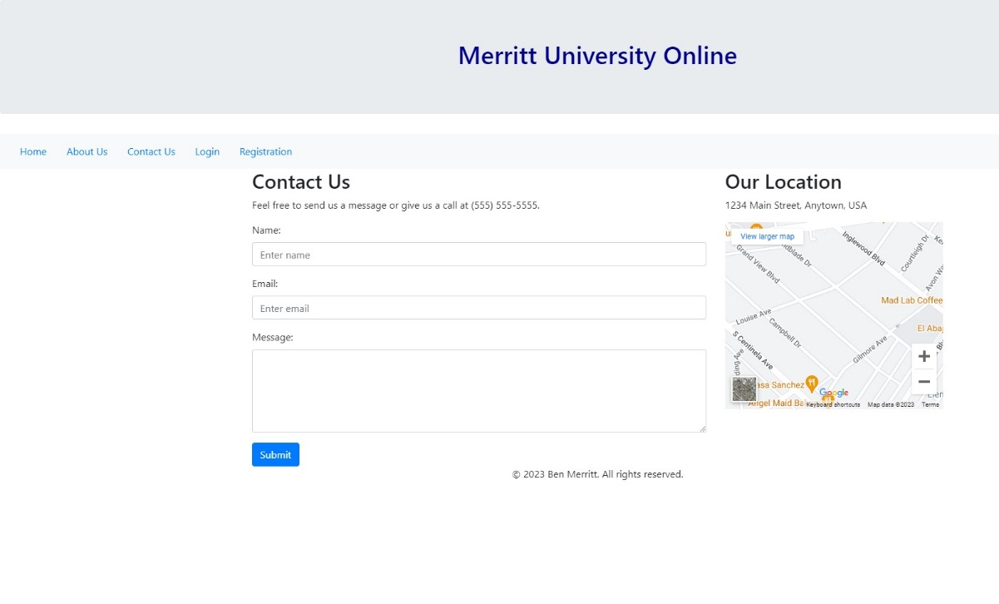 Merritt University Online
Home About Us Contact Us Login Registration
Contact Us
Feel free to send us a message or give us a call at (555) 555-5555.
Name:
Enter name
Email:
Enter email
Message:
Submit
Our Location
1234 Main Street, Anytown, USA
View larger map
Inglewood Blvd
Courtleigh Dr
Grand View Blvd
Avon
Mad Lab Coffee
Louise Ave
Campbell Dr
El
S Centinela Ave
Gilmore Ave
Sanchez
Google
Angel Maid
Keyboard shortcuts Map data ©2023 Terms
© 2023 Ben Merritt. All rights reserved.